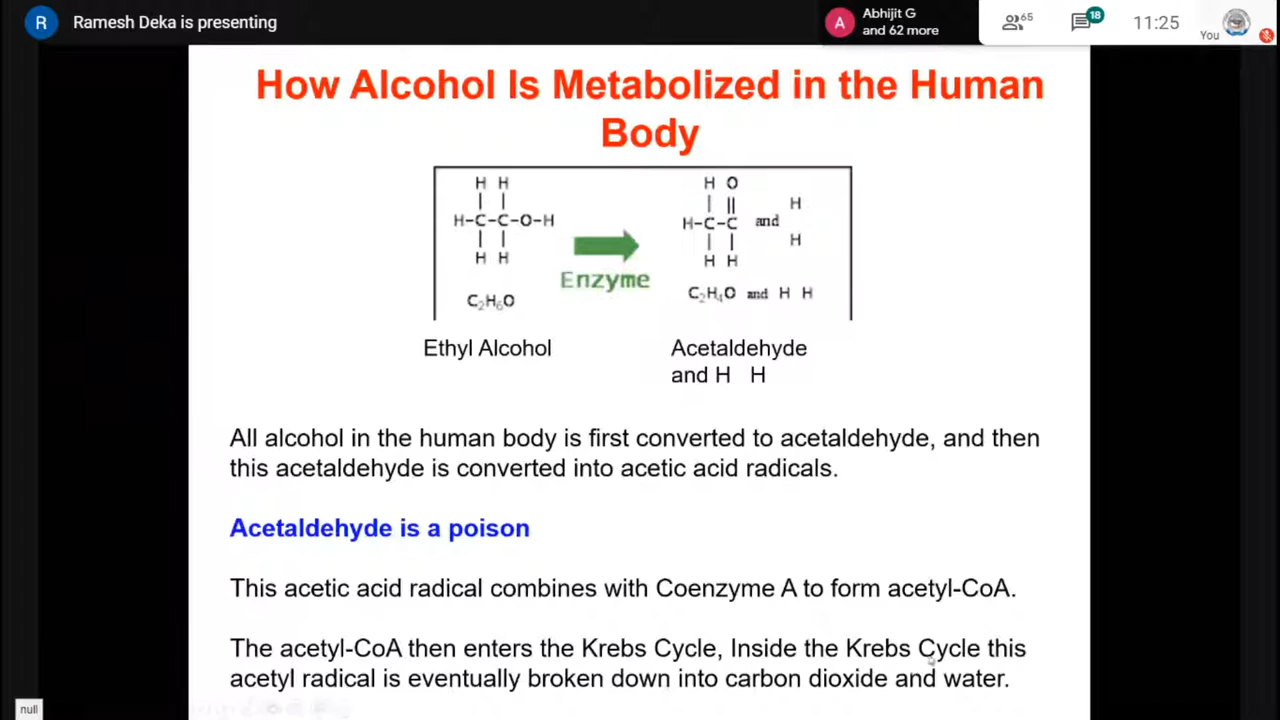 R Ramesh Deka is presenting
A Abhijit G
and 62 more
65
18
11:25
You
How Alcohol Is Metabolized in the Human
Body
H H
H-C-C-O-H
H H
C₂H₆O
Enzyme
H O
H-C-C and H
H
H H
C₂H₄O and H H
Ethyl Alcohol
Acetaldehyde
and H H
All alcohol in the human body is first converted to acetaldehyde, and then
this acetaldehyde is converted into acetic acid radicals.
Acetaldehyde is a poison
This acetic acid radical combines with Coenzyme A to form acetyl-CoA.
The acetyl-CoA then enters the Krebs Cycle, Inside the Krebs Cycle this
acetyl radical is eventually broken down into carbon dioxide and water.
null